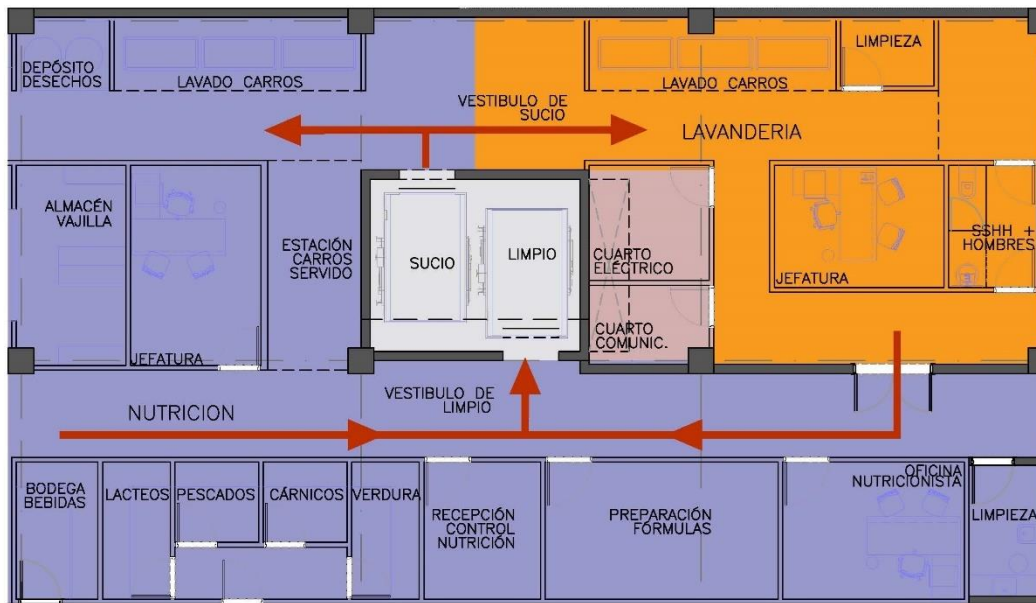 DEPÓSITO
DESECHOS
LAVADO CARROS
VESTIBULO DE
SUCIO
LAVADO CARROS
LIMPIEZA
LAVANDERIA
ALMACÉN
VAJILLA
JEFATURA
ESTACIÓN
CARROS
SERVIDO
SUCIO
LIMPIO
CUARTO
ELÉCTRICO
CUARTO
COMUNIC.
JEFATURA
SSHH +
HOMBRES
NUTRICION
VESTIBULO DE
LIMPIO
BODEGA
BEBIDAS
LACTEOS
PESCADOS
CÁRNICOS
VERDURA
RECEPCIÓN
CONTROL
NUTRICIÓN
PREPARACIÓN
FÓRMULAS
OFICINA
NUTRICIONISTA
LIMPIEZA